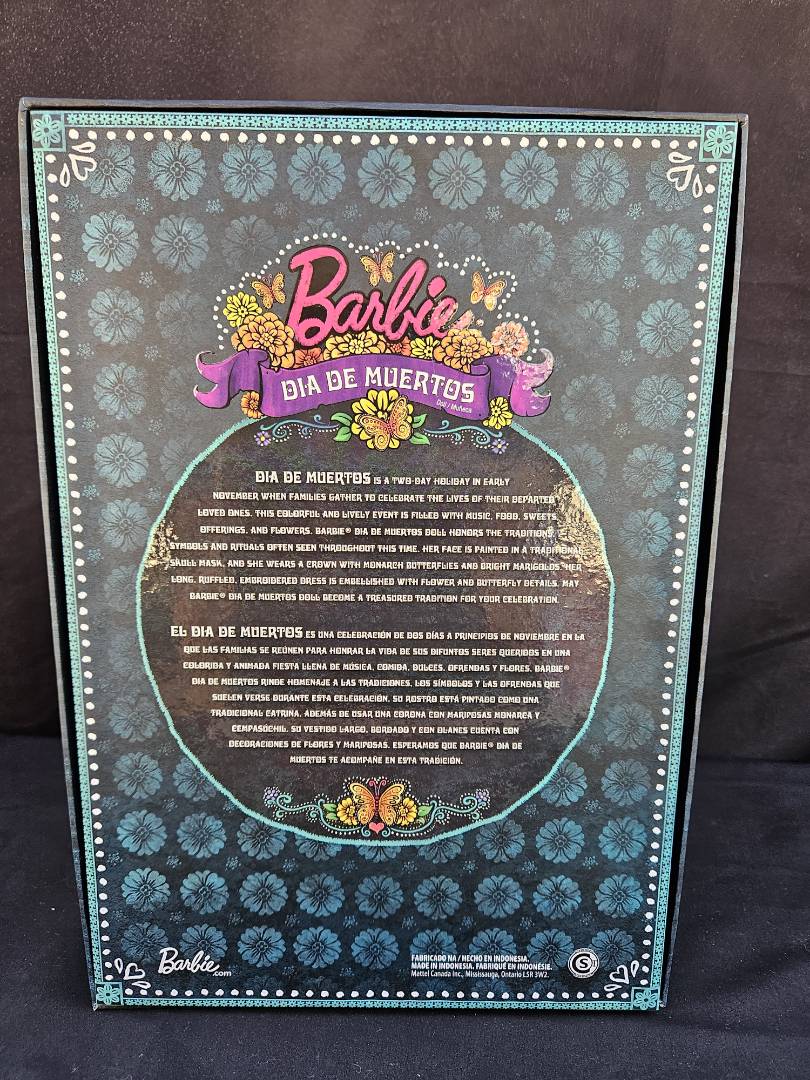 Barbie
DIA DE MUERTOS
Doll / Muñeca
DIA DE MUERTOS IS A TWO-DAY HOLIDAY IN EARLY
NOVEMBER WHEN FAMILIES GATHER TO CELEBRATE THE LIVES OF THEIR DEPARTED
LOVED ONES. THIS COLORFUL AND LIVELY EVENT IS FILLED WITH MUSIC, FOOD, SWEETS,
OFFERINGS, AND FLOWERS. BARBIE® DIA DE MUERTOS DOLL HONORS THE TRADITIONS,
SYMBOLS AND RITUALS OFTEN SEEN THROUGHOUT THIS TIME. HER FACE IS PAINTED IN A TRADITIONAL
SKULL MASK, AND SHE WEARS A CROWN WITH MONARCH BUTTERFLIES AND BRIGHT MARIGOLDS. HER
LONG, RUFFLED, EMBROIDERED DRESS IS EMBELLISHED WITH FLOWER AND BUTTERFLY DETAILS. MAY
BARBIE® DIA DE MUERTOS DOLL BECOME A TREASURED TRADITION FOR YOUR CELEBRATION.
EL DIA DE MUERTOS ES UNA CELEBRACIÓN DE DOS DÍAS A PRINCIPIOS DE NOVIEMBRE EN LA
QUE LAS FAMILIAS SE REÚNEN PARA HONRAR LA VIDA DE SUS DIFUNTOS SERES QUERIDOS EN UNA
COLORIDA Y ANIMADA FIESTA LLENA DE MÚSICA, COMIDA, DULCES, OFRENDAS Y FLORES. BARBIE®
DIA DE MUERTOS RINDE HOMENAJE A LAS TRADICIONES, LOS SÍMBOLOS Y LAS OFRENDAS QUE
SUELEN VERSE DURANTE ESTA CELEBRACIÓN. SU ROSTRO ESTÁ PINTADO COMO UNA
TRADICIONAL CATRINA, ADEMÁS DE USAR UNA CORONA CON MARIPOSAS MONARCA Y
CEMPASÚCHIL. SU VESTIDO LARGO, BORDADO Y CON OLANES CUENTA CON
DECORACIONES DE FLORES Y MARIPOSAS. ESPERAMOS QUE BARBIE® DIA DE
MUERTOS TE ACOMPAÑE EN ESTA TRADICIÓN.
Barbie.com
FABRICADO NA / HECHO EN INDONESIA.
MADE IN INDONESIA. FABRIQUÉ EN INDONÉSIE.
Mattel Canada Inc., Mississauga, Ontario L5R 3W2.
S